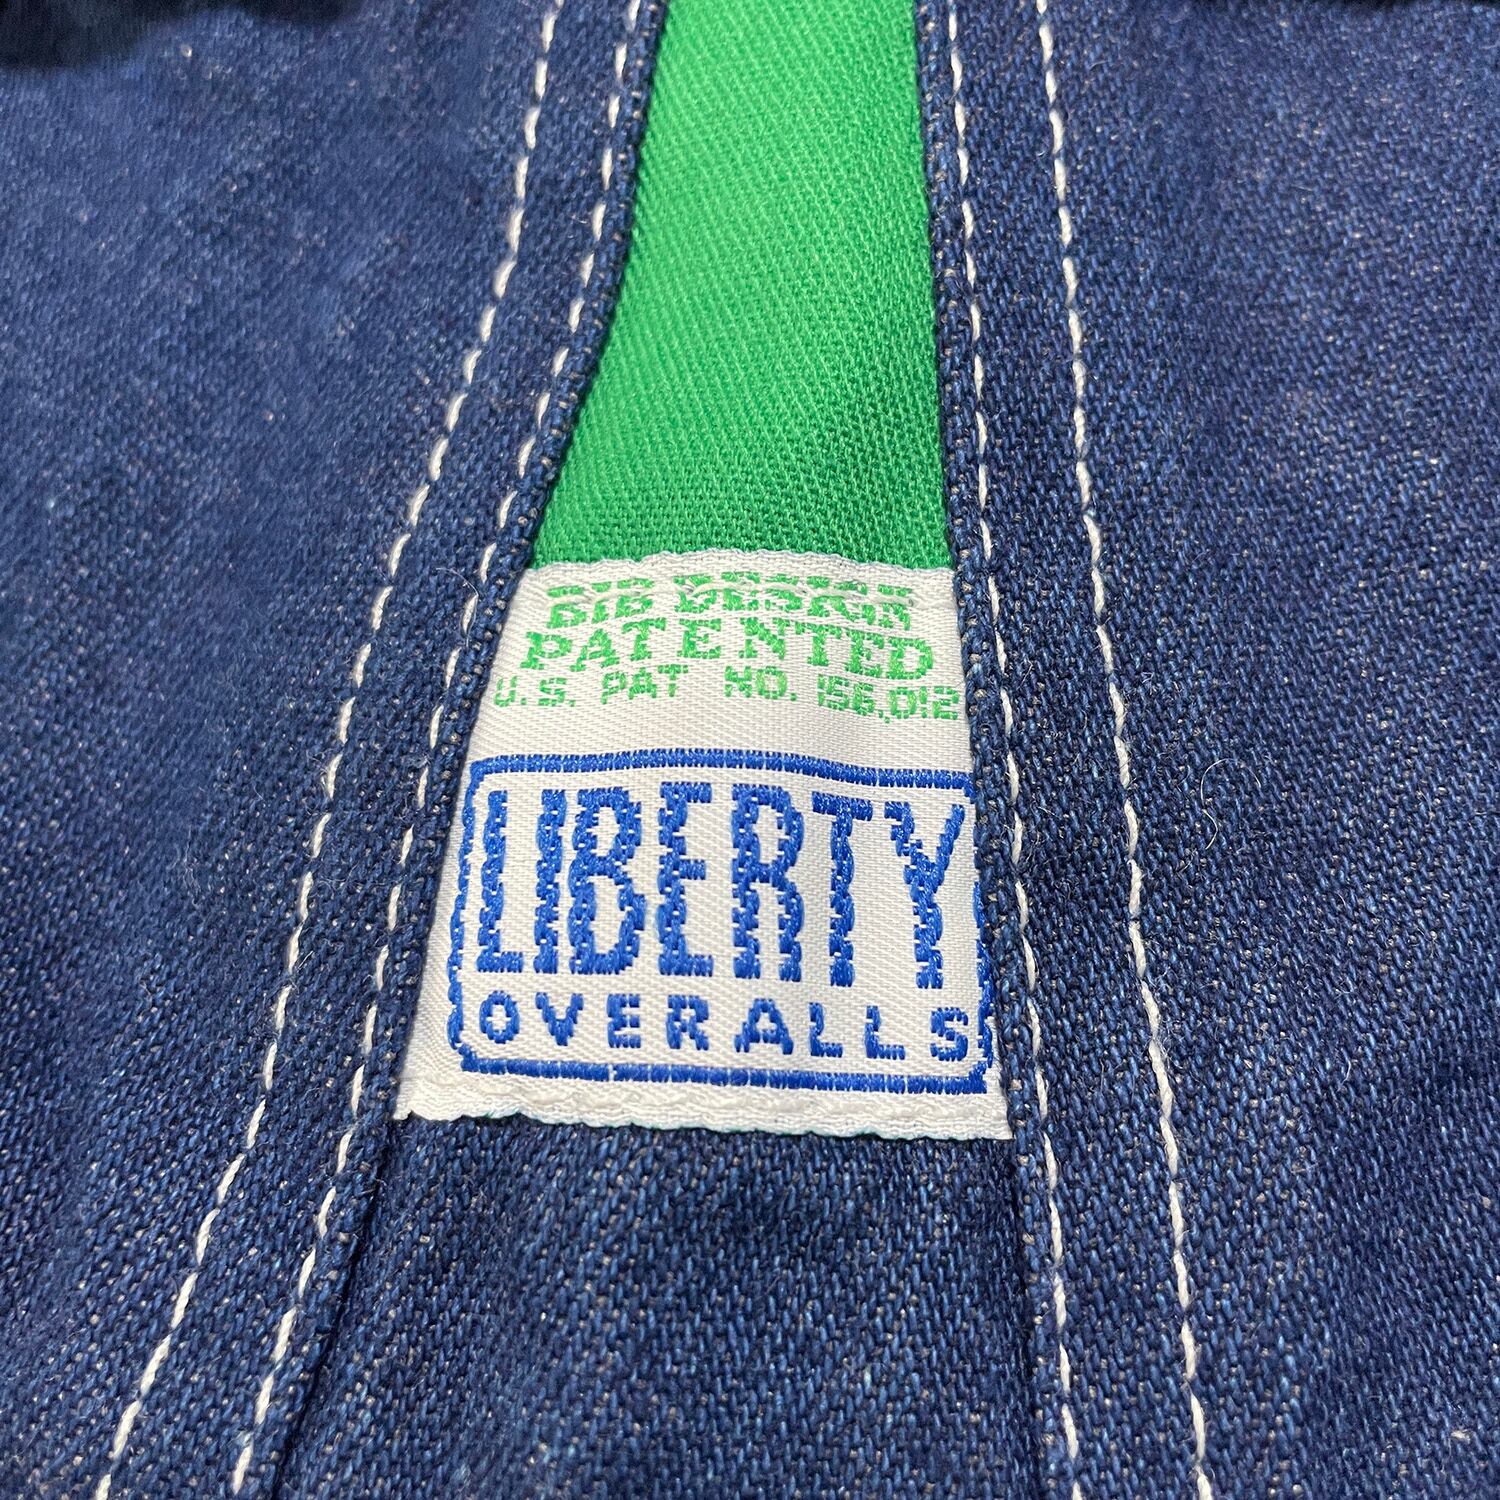 BIB DESIGN
PATENTED
U.S. PAT NO. 156,012
LIBERTY
OVERALLS